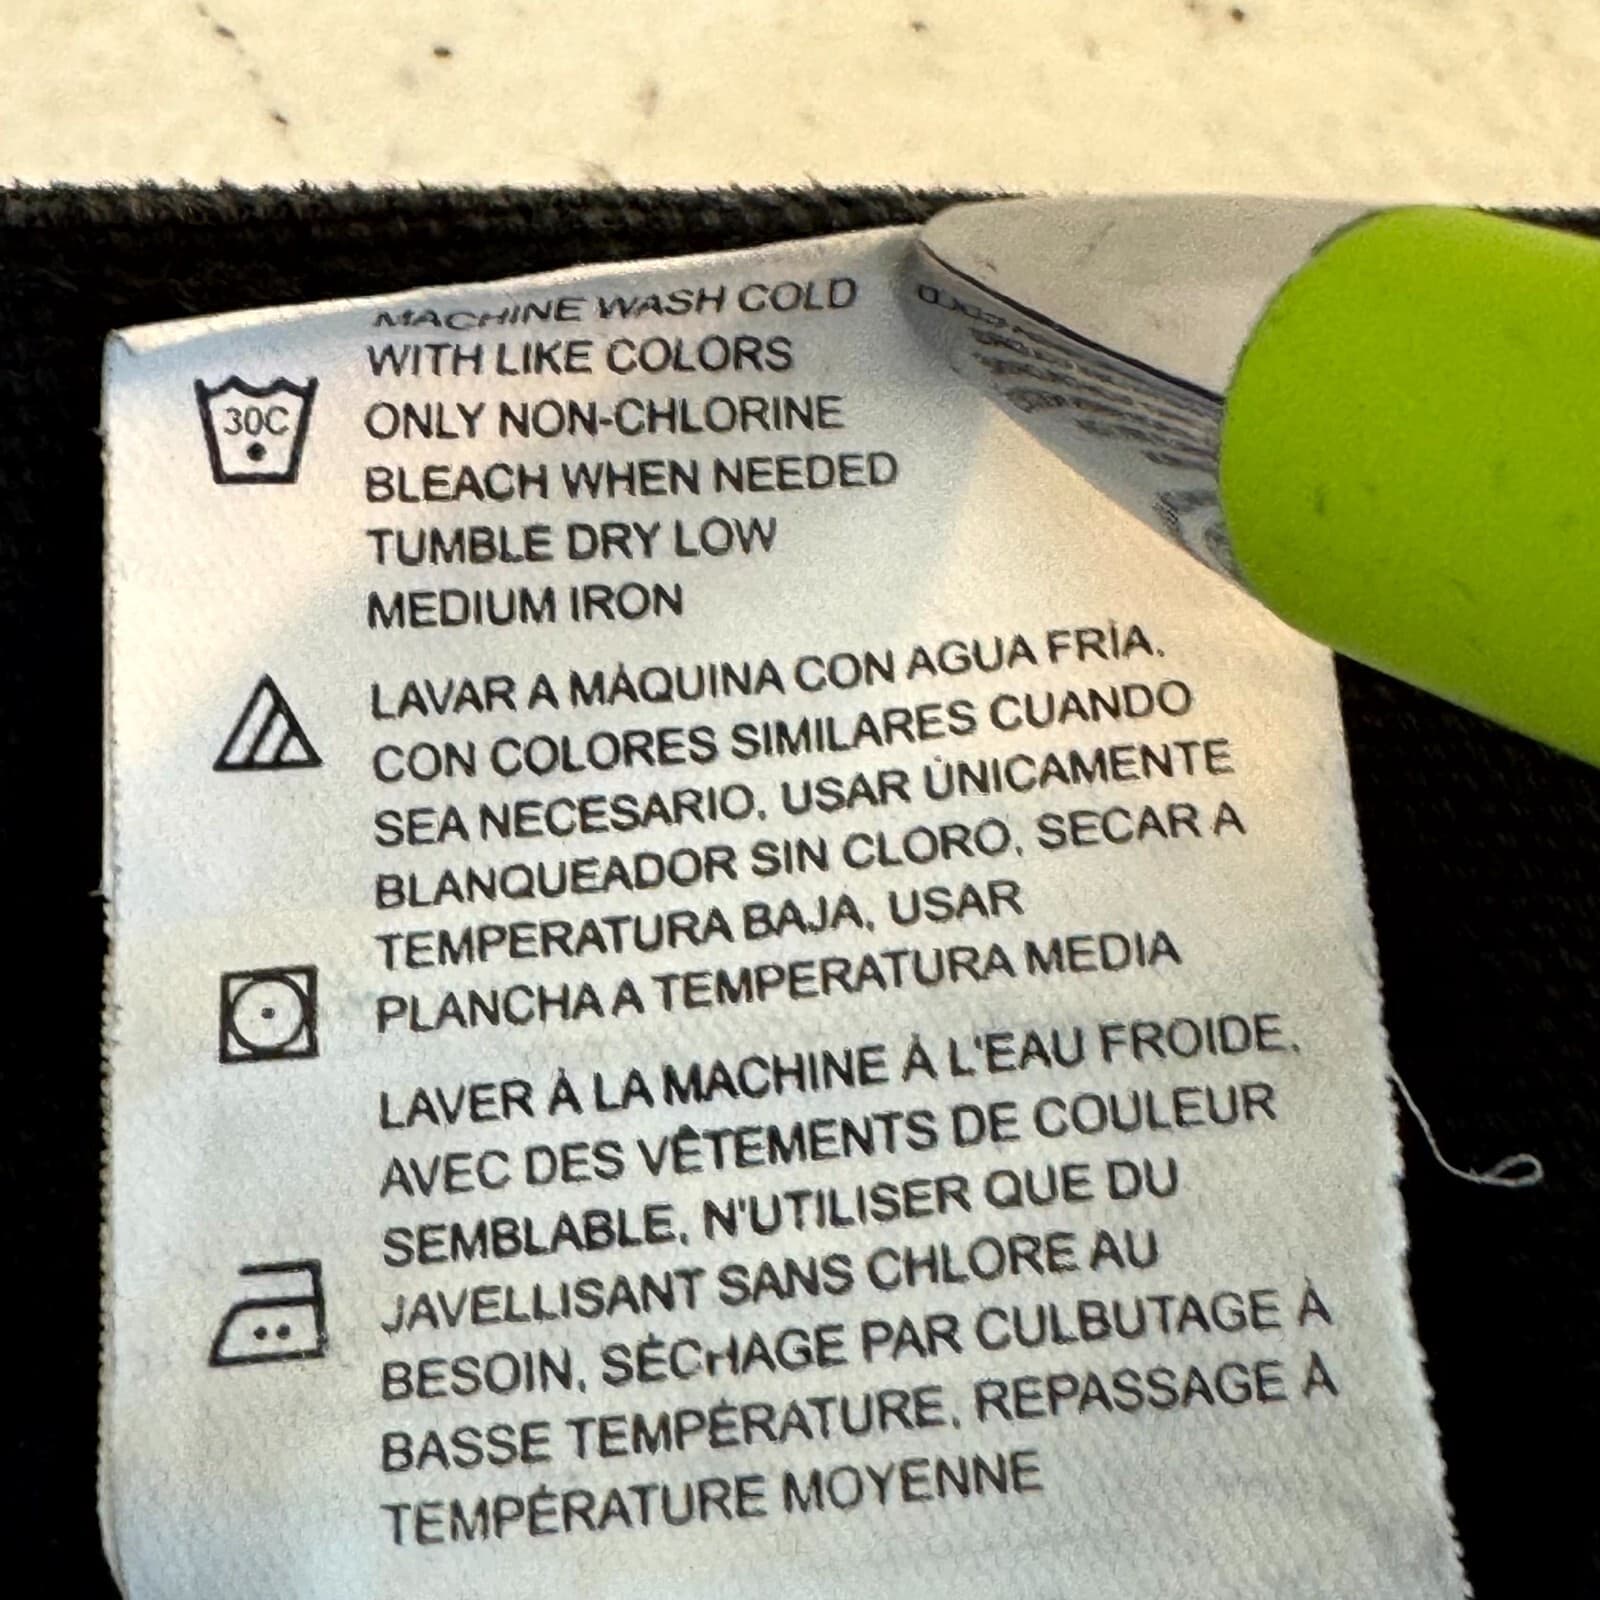 MACHINE WASH COLD
WITH LIKE COLORS
30C
ONLY NON-CHLORINE
BLEACH WHEN NEEDED
TUMBLE DRY LOW
MEDIUM IRON
LAVAR A MÁQUINA CON AGUA FRÍA,
CON COLORES SIMILARES CUANDO
SEA NECESARIO, USAR ÚNICAMENTE
BLANQUEADOR SIN CLORO, SECAR A
TEMPERATURA BAJA, USAR
PLANCHA A TEMPERATURA MEDIA
LAVER À LA MACHINE À L'EAU FROIDE,
AVEC DES VÊTEMENTS DE COULEUR
SEMBLABLE, N'UTILISER QUE DU
JAVELLISANT SANS CHLORE AU
BESOIN, SÉCHAGE PAR CULBUTAGE À
BASSE TEMPÉRATURE, REPASSAGE À
TEMPÉRATURE MOYENNE